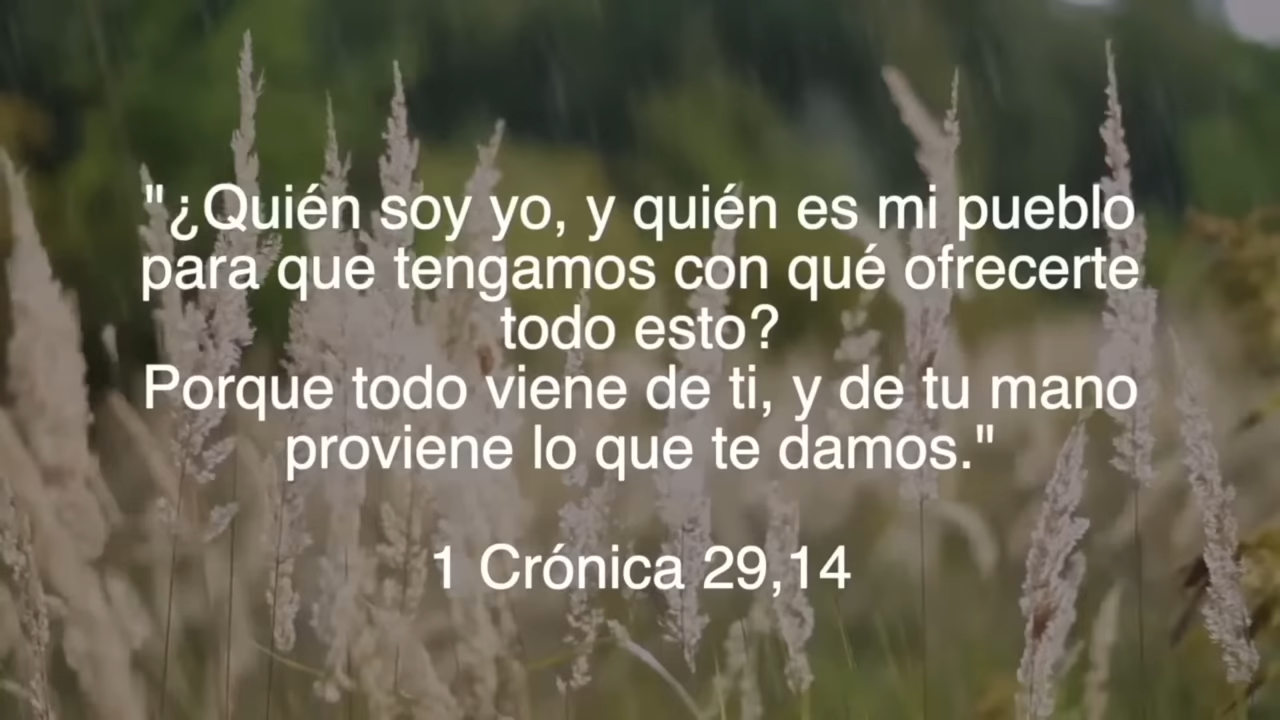 "¿Quién soy yo, y quién es mi pueblo
para que tengamos con qué ofrecerte
todo esto?
Porque todo viene de ti, y de tu mano
proviene lo que te damos."
1 Crónica 29,14